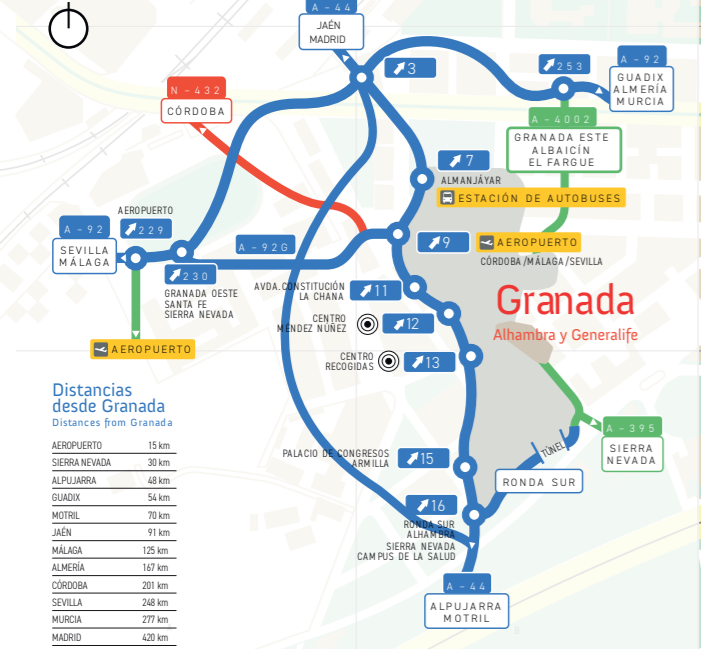 A-44
JAÉN
MADRID
3
253
A-92
GUADIX
ALMERÍA
MURCIA
N-432
CÓRDOBA
A-4002
GRANADA ESTE
ALBAICÍN
EL FARGUE
7
ALMANJÁYAR
ESTACIÓN DE AUTOBUSES
AEROPUERTO
229
A-92
SEVILLA
MÁLAGA
A-92G
9
AEROPUERTO
CÓRDOBA/MÁLAGA/SEVILLA
230
GRANADA OESTE
SANTA FE
SIERRA NEVADA
AVDA.CONSTITUCIÓN
LA CHANA
11
Granada
Alhambra y Generalife
CENTRO
MÉNDEZ NÚÑEZ
12
AEROPUERTO
CENTRO
RECOGIDAS
13
Distancias
desde Granada
Distances from Granada
AEROPUERTO 15 km
SIERRA NEVADA 30 km
ALPUJARRA 48 km
GUADIX 54 km
MOTRIL 70 km
JAÉN 91 km
MÁLAGA 125 km
ALMERÍA 167 km
CÓRDOBA 201 km
SEVILLA 248 km
MURCIA 277 km
MADRID 420 km
A-395
SIERRA
NEVADA
TÚNEL
PALACIO DE CONGRESOS
ARMILLA
15
RONDA SUR
16
RONDA SUR
ALHAMBRA
SIERRA NEVADA
CAMPUS DE LA SALUD
A-44
ALPUJARRA
MOTRIL